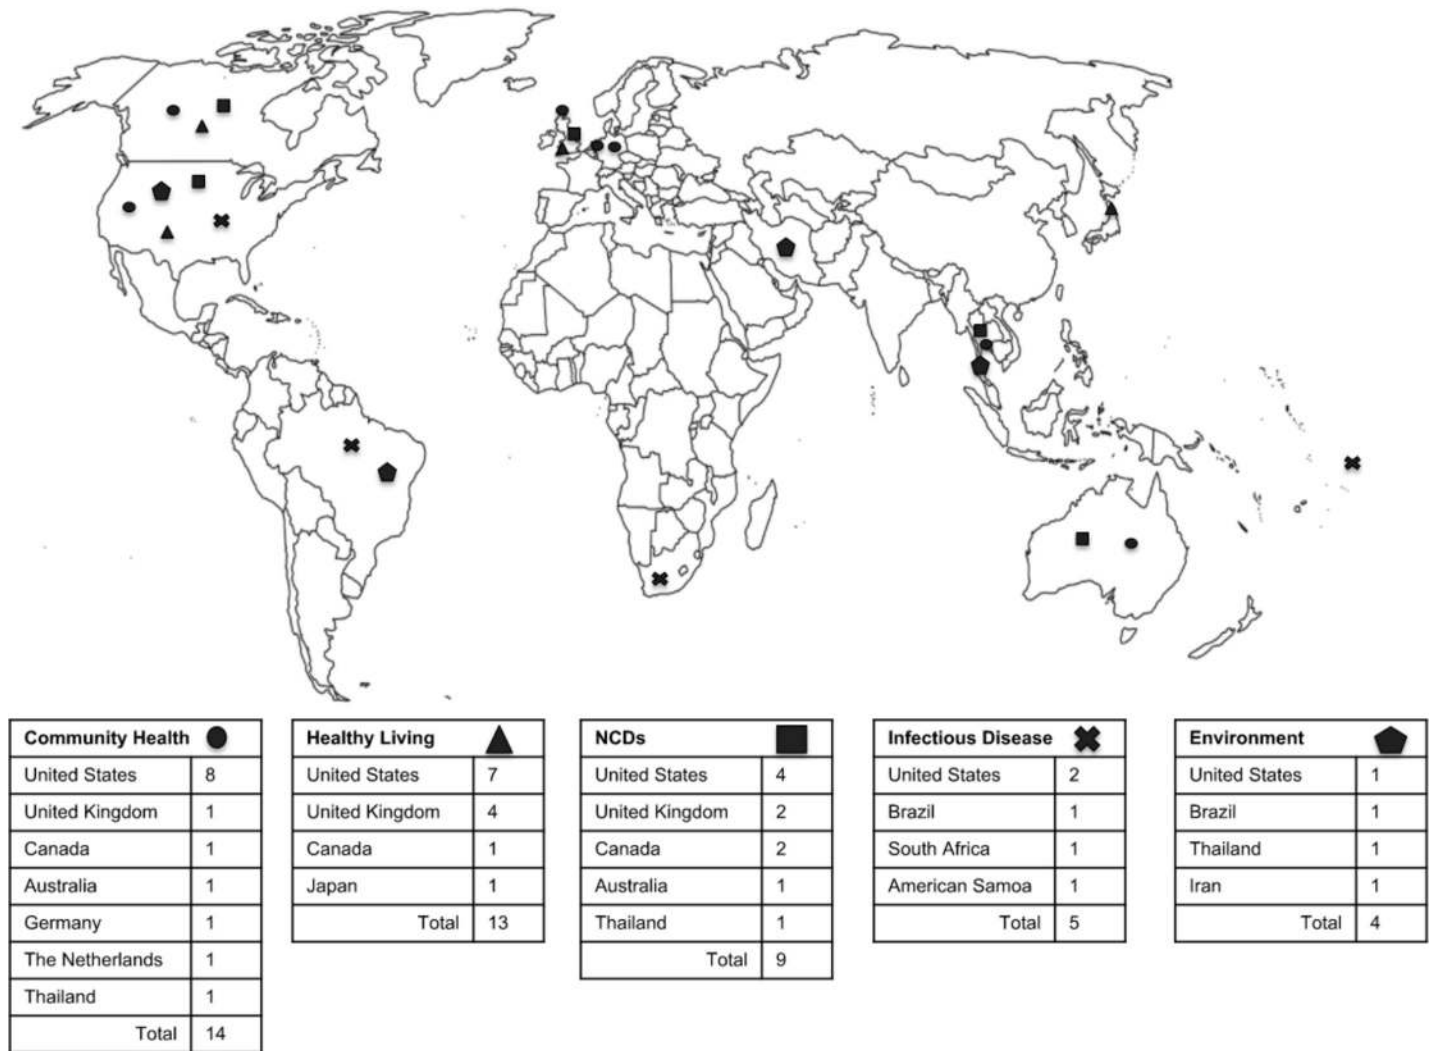 Community Health
United States 8
United Kingdom 1
Canada 1
Australia 1
Germany 1
The Netherlands 1
Thailand 1
Total 14
Healthy Living
United States 7
United Kingdom 4
Canada 1
Japan 1
Total 13
NCDs
United States 4
United Kingdom 2
Canada 2
Australia 1
Thailand 1
Total 9
Infectious Disease
United States 2
Brazil 1
South Africa 1
American Samoa 1
Total 5
Environment
United States 1
Brazil 1
Thailand 1
Iran 1
Total 4